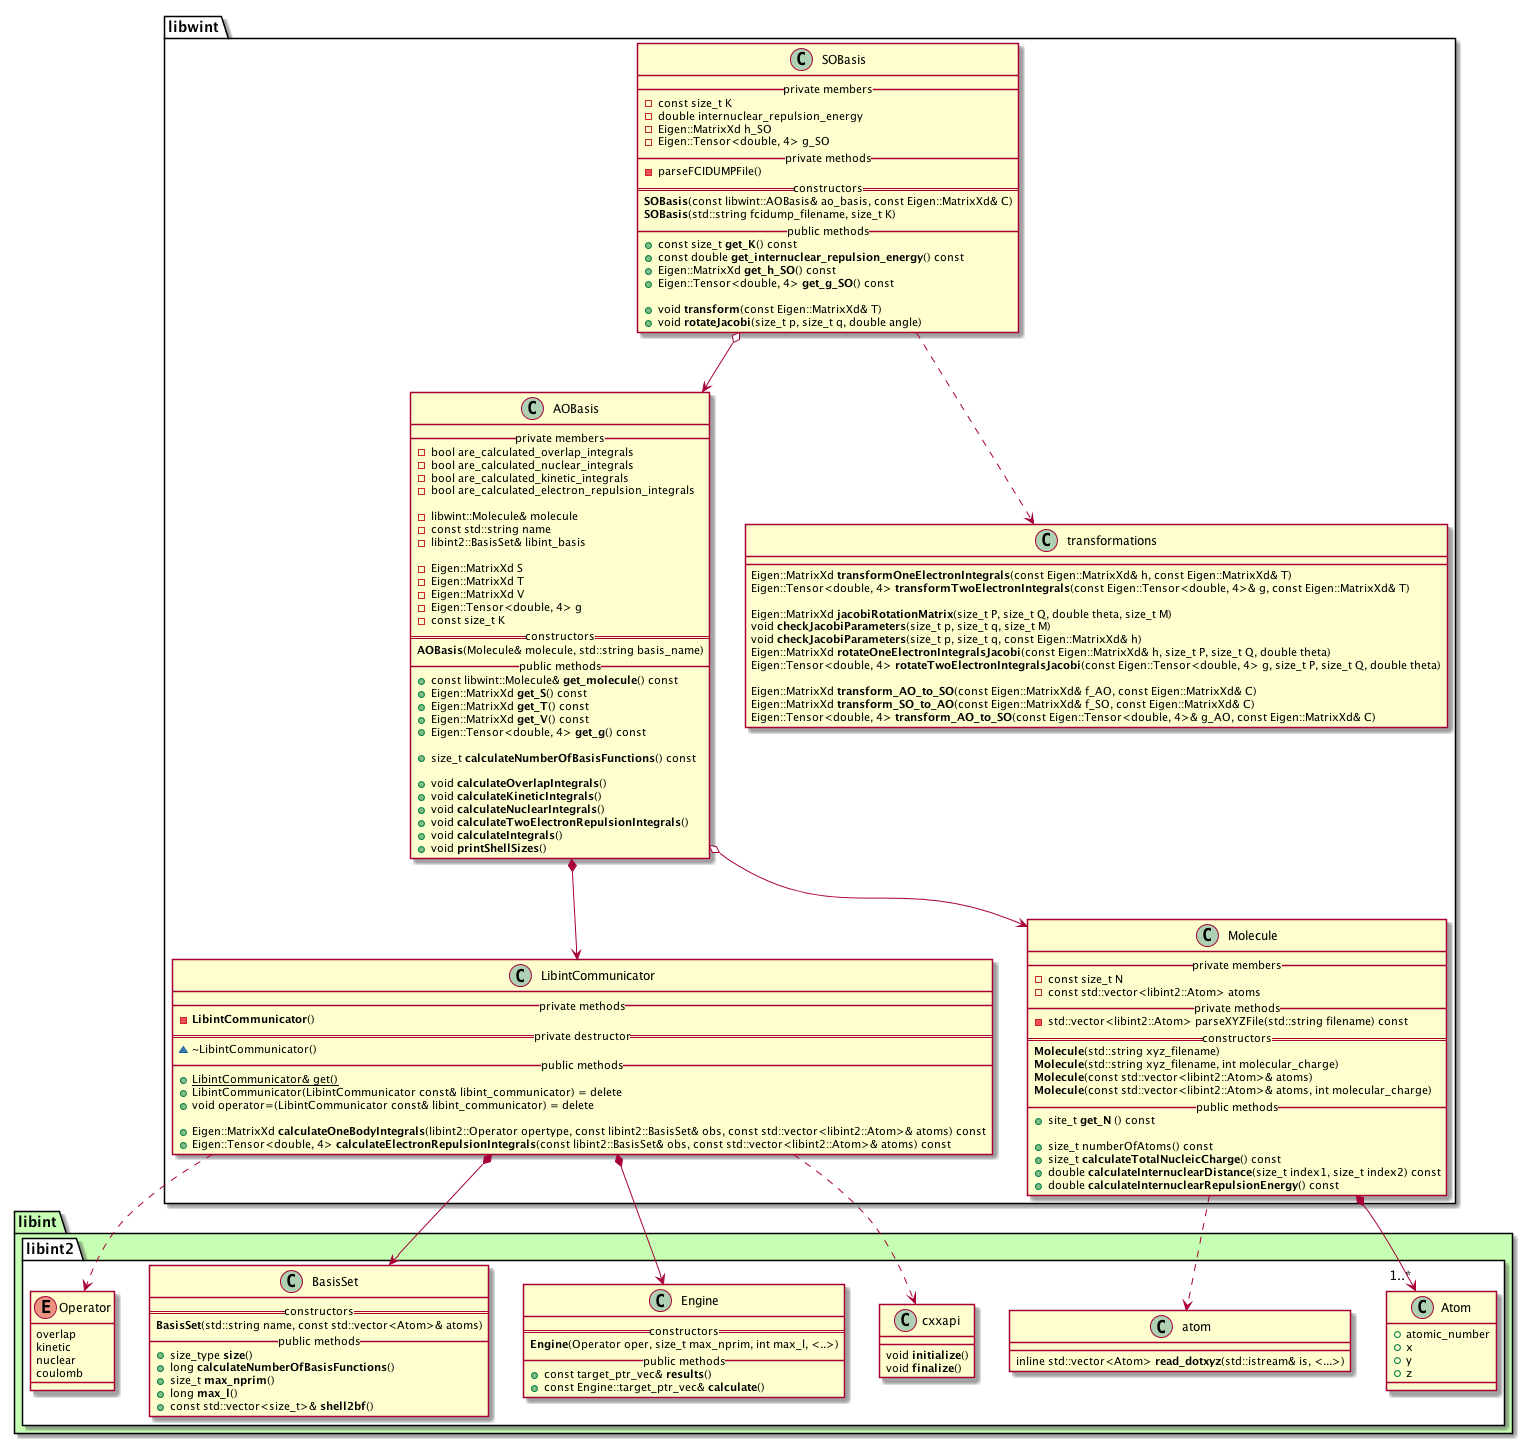 libwint
C SOBasis
private members
const size_t K
double internuclear_repulsion_energy
Eigen::MatrixXd h_SO
Eigen::Tensor<double, 4> g_SO
private methods
parseFCIDUMPFile()
constructors
SOBasis(const libwint::AOBasis& ao_basis, const Eigen::MatrixXd& C)
SOBasis(std::string fcidump_filename, size_t K)
public methods
const size_t get_K() const
const double get_internuclear_repulsion_energy() const
Eigen::MatrixXd get_h_SO() const
Eigen::Tensor<double, 4> get_g_SO() const
void transform(const Eigen::MatrixXd& T)
void rotateJacobi(size_t p, size_t q, double angle)
C AOBasis
private members
bool are_calculated_overlap_integrals
bool are_calculated_nuclear_integrals
bool are_calculated_kinetic_integrals
bool are_calculated_electron_repulsion_integrals
libwint::Molecule& molecule
const std::string name
libint2::BasisSet& libint_basis
Eigen::MatrixXd S
Eigen::MatrixXd T
Eigen::MatrixXd V
Eigen::Tensor<double, 4> g
const size_t K
constructors
AOBasis(Molecule& molecule, std::string basis_name)
public methods
const libwint::Molecule& get_molecule() const
Eigen::MatrixXd get_S() const
Eigen::MatrixXd get_T() const
Eigen::MatrixXd get_V() const
Eigen::Tensor<double, 4> get_g() const
size_t calculateNumberOfBasisFunctions() const
void calculateOverlapIntegrals()
void calculateKineticIntegrals()
void calculateNuclearIntegrals()
void calculateTwoElectronRepulsionIntegrals()
void calculateIntegrals()
void printShellSizes()
C transformations
Eigen::MatrixXd transformOneElectronIntegrals(const Eigen::MatrixXd& h, const Eigen::MatrixXd& T)
Eigen::Tensor<double, 4> transformTwoElectronIntegrals(const Eigen::Tensor<double, 4>& g, const Eigen::MatrixXd& T)
Eigen::MatrixXd jacobiRotationMatrix(size_t P, size_t Q, double theta, size_t M)
void checkJacobiParameters(size_t p, size_t q, size_t M)
void checkJacobiParameters(size_t p, size_t q, const Eigen::MatrixXd& h)
Eigen::MatrixXd rotateOneElectronIntegralsJacobi(const Eigen::MatrixXd& h, size_t P, size_t Q, double theta)
Eigen::Tensor<double, 4> rotateTwoElectronIntegralsJacobi(const Eigen::Tensor<double, 4> g, size_t P, size_t Q, double theta)
Eigen::MatrixXd transform_AO_to_SO(const Eigen::MatrixXd& f_AO, const Eigen::MatrixXd& C)
Eigen::MatrixXd transform_SO_to_AO(const Eigen::MatrixXd& f_SO, const Eigen::MatrixXd& C)
Eigen::Tensor<double, 4> transform_AO_to_SO(const Eigen::Tensor<double, 4>& g_AO, const Eigen::MatrixXd& C)
C LibintCommunicator
private methods
LibintCommunicator()
private destructor
~LibintCommunicator()
public methods
LibintCommunicator& get()
LibintCommunicator(LibintCommunicator const& libint_communicator) = delete
void operator=(LibintCommunicator const& libint_communicator) = delete
Eigen::MatrixXd calculateOneBodyIntegrals(libint2::Operator opertype, const libint2::BasisSet& obs, const std::vector<libint2::Atom>& atoms) const
Eigen::Tensor<double, 4> calculateElectronRepulsionIntegrals(const libint2::BasisSet& obs, const std::vector<libint2::Atom>& atoms) const
C Molecule
private members
const size_t N
const std::vector<libint2::Atom> atoms
private methods
std::vector<libint2::Atom> parseXYZFile(std::string filename) const
constructors
Molecule(std::string xyz_filename)
Molecule(std::string xyz_filename, int molecular_charge)
Molecule(const std::vector<libint2::Atom>& atoms)
Molecule(const std::vector<libint2::Atom>& atoms, int molecular_charge)
public methods
site_t get_N () const
size_t numberOfAtoms() const
size_t calculateTotalNucleicCharge() const
double calculateInternuclearDistance(size_t index1, size_t index2) const
double calculateInternuclearRepulsionEnergy() const
libint
libint2
E Operator
overlap
kinetic
nuclear
coulomb
C BasisSet
constructors
BasisSet(std::string name, const std::vector<Atom>& atoms)
public methods
size_type size()
long calculateNumberOfBasisFunctions()
size_t max_nprim()
long max_l()
const std::vector<size_t>& shell2bf()
C Engine
constructors
Engine(Operator oper, size_t max_nprim, int max_l, <..>)
public methods
const target_ptr_vec& results()
const Engine::target_ptr_vec& calculate()
C cxxapi
void initialize()
void finalize()
C atom
inline std::vector<Atom> read_dotxyz(std::istream& is, <...>)
1..*
C Atom
atomic_number
x
y
z